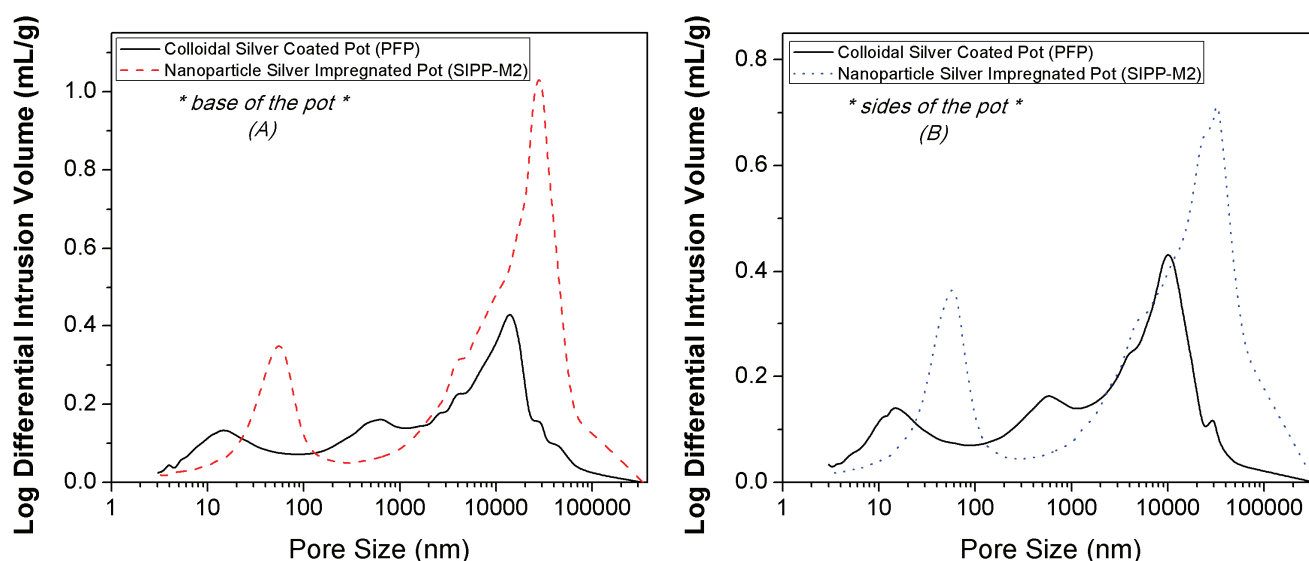 Log Differential Intrusion Volume (mL/g)
Colloidal Silver Coated Pot (PFP)
Nanoparticle Silver Impregnated Pot (SIPP-M2)
* base of the pot *
(A)
1.0
0.8
0.6
0.4
0.2
0.0
1 10 100 1000 10000 100000
Pore Size (nm)
Log Differential Intrusion Volume (mL/g)
Colloidal Silver Coated Pot (PFP)
Nanoparticle Silver Impregnated Pot (SIPP-M2)
* sides of the pot *
(B)
0.8
0.6
0.4
0.2
0.0
1 10 100 1000 10000 100000
Pore Size (nm)